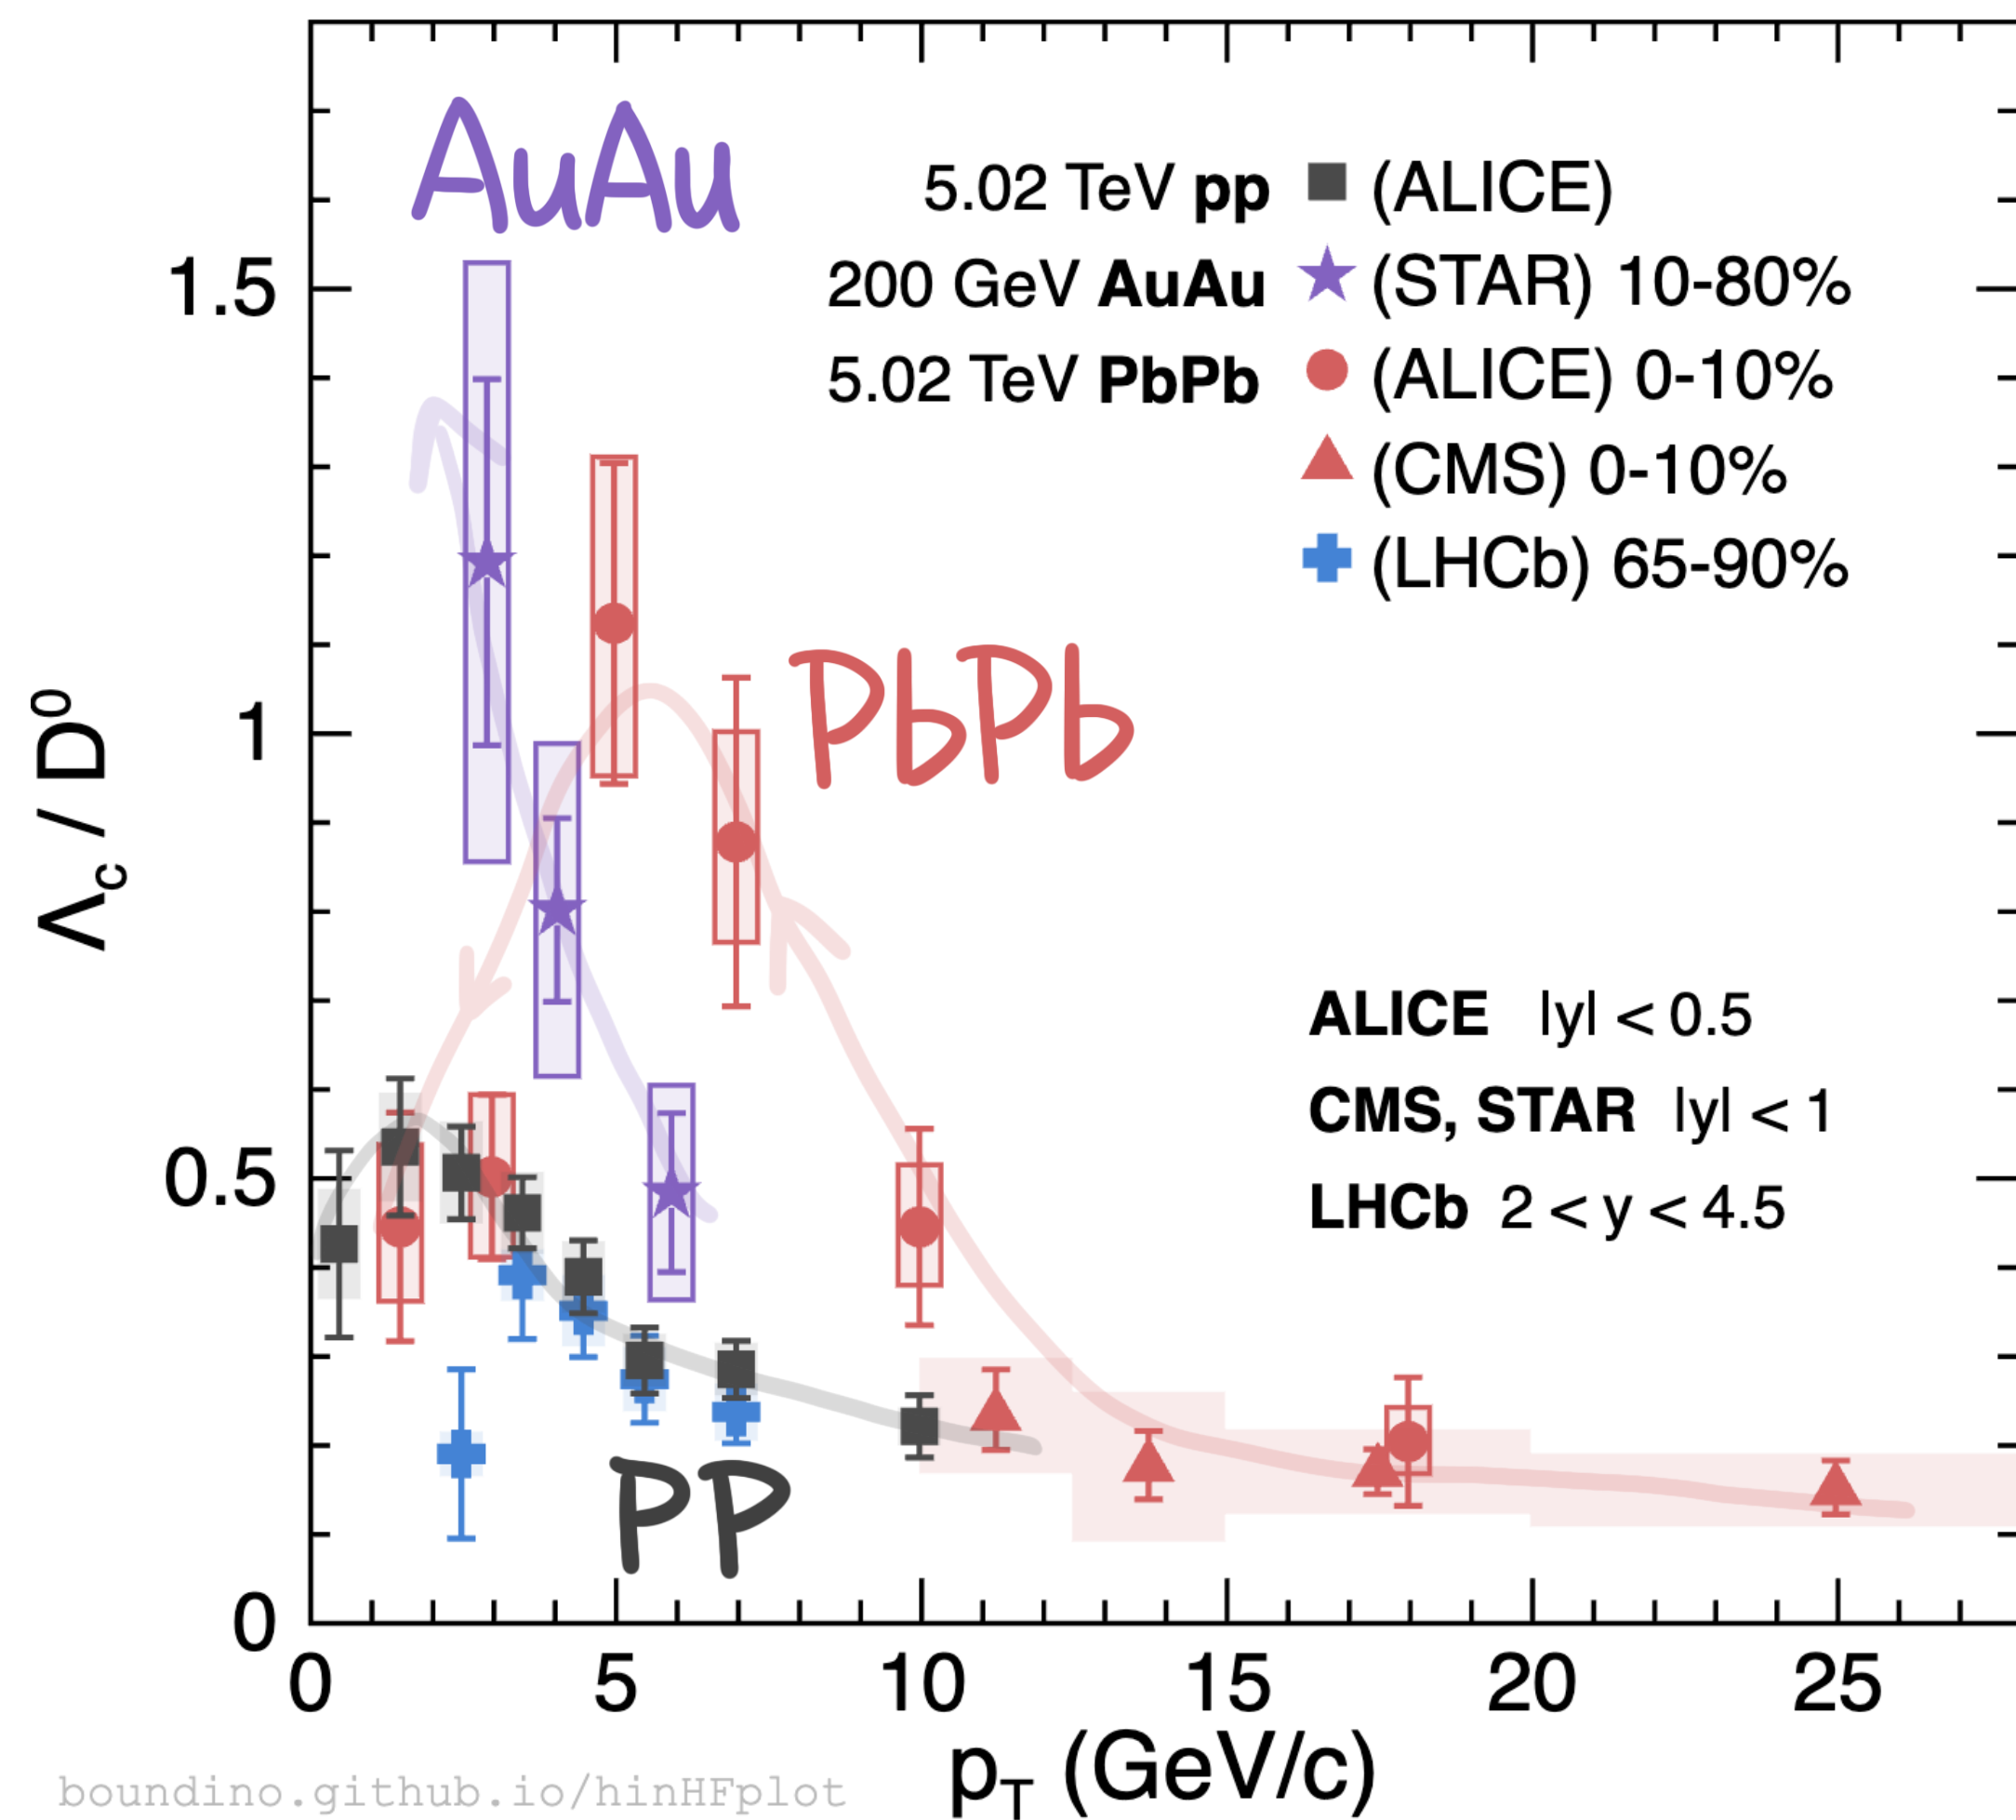 AuAu
5.02 TeV pp (ALICE)
200 GeV AuAu (STAR) 10-80%
5.02 TeV PbPb (ALICE) 0-10%
(CMS) 0-10%
(LHCb) 65-90%
PbPb
ALICE |y| < 0.5
CMS, STAR |y| < 1
LHCb 2 < y < 4.5
PP
1.5
1
0.5
0
Λc / D⁰
0 5 10 15 20 25
pT (GeV/c)
boundino.github.io/hinHFplot